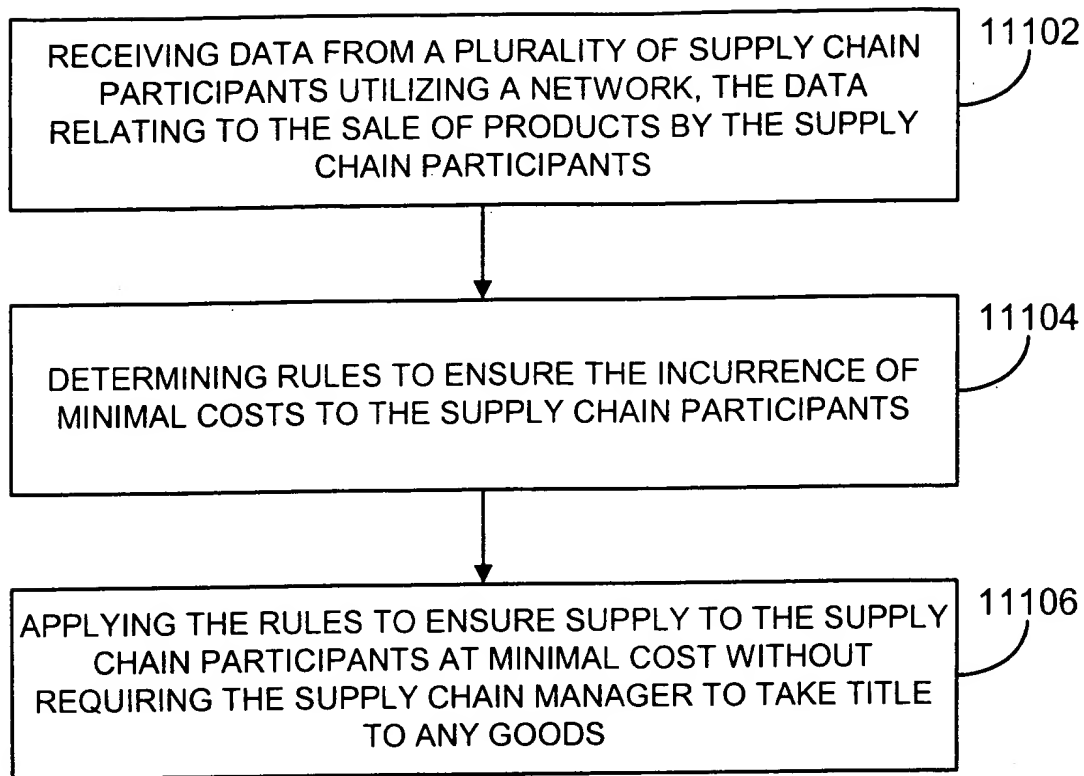 RECEIVING DATA FROM A PLURALITY OF SUPPLY CHAIN
PARTICIPANTS UTILIZING A NETWORK, THE DATA
RELATING TO THE SALE OF PRODUCTS BY THE SUPPLY
CHAIN PARTICIPANTS
11102
DETERMINING RULES TO ENSURE THE INCURRENCE OF
MINIMAL COSTS TO THE SUPPLY CHAIN PARTICIPANTS
11104
APPLYING THE RULES TO ENSURE SUPPLY TO THE SUPPLY
CHAIN PARTICIPANTS AT MINIMAL COST WITHOUT
REQUIRING THE SUPPLY CHAIN MANAGER TO TAKE TITLE
TO ANY GOODS
11106